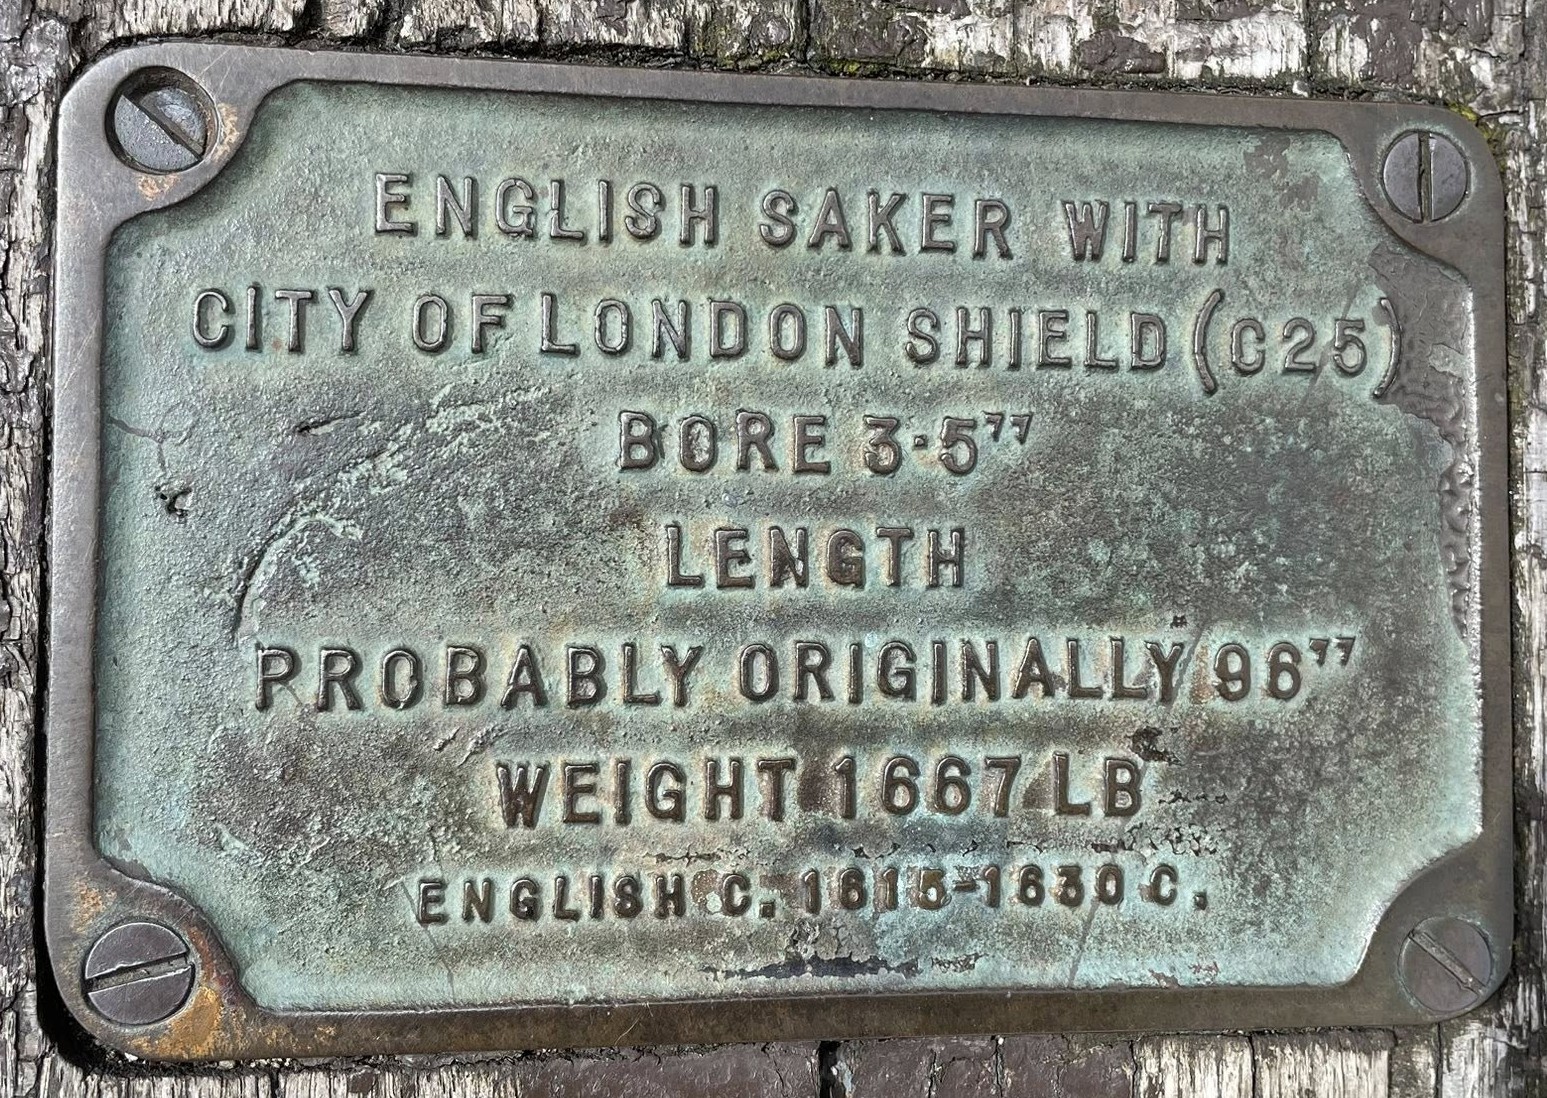 ENGLISH SAKER WITH
CITY OF LONDON SHIELD (C25)
BORE 3·5"
LENGTH
PROBABLY ORIGINALLY 96"
WEIGHT 1667 LB
ENGLISH C. 1615-1630 C.